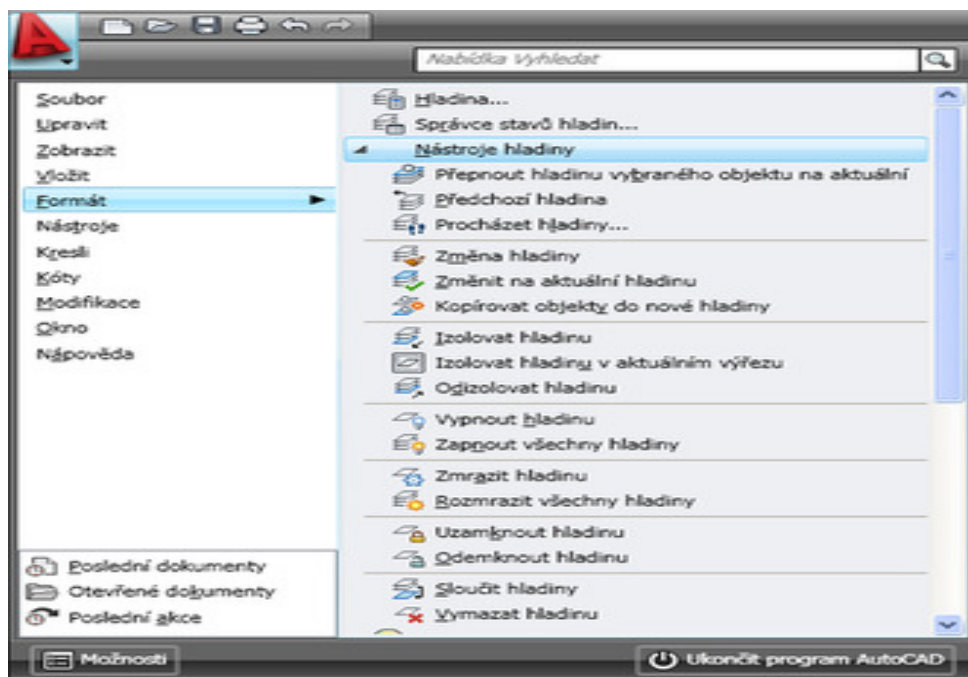 Nabídka Vyhledat
Soubor
Upravit
Zobrazit
Vložit
Formát
Nástroje
Kresli
Kóty
Modifikace
Okno
Nápověda
Poslední dokumenty
Otevřené dokumenty
Poslední akce
Hladina...
Správce stavů hladin...
Nástroje hladiny
Přepnout hladinu vybraného objektu na aktuální
Předchozí hladina
Procházet hladiny...
Změna hladiny
Změnit na aktuální hladinu
Kopírovat objekty do nové hladiny
Izolovat hladinu
Izolovat hladinu v aktuálním výřezu
Odizolovat hladinu
Vypnout hladinu
Zapnout všechny hladiny
Zmrazit hladinu
Rozmrazit všechny hladiny
Uzamknout hladinu
Odemknout hladinu
Sloučit hladiny
Vymazat hladinu
Možnosti
Ukončit program AutoCAD